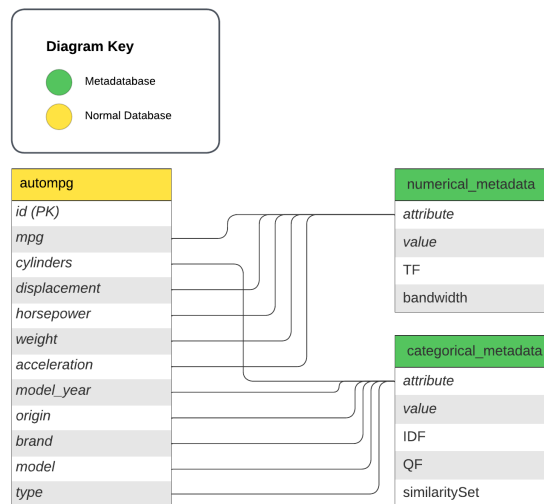 Diagram Key
Metadatabase
Normal Database
autompg
id (PK)
mpg
cylinders
displacement
horsepower
weight
acceleration
model_year
origin
brand
model
type
numerical_metadata
attribute
value
TF
bandwidth
categorical_metadata
attribute
value
IDF
QF
similaritySet